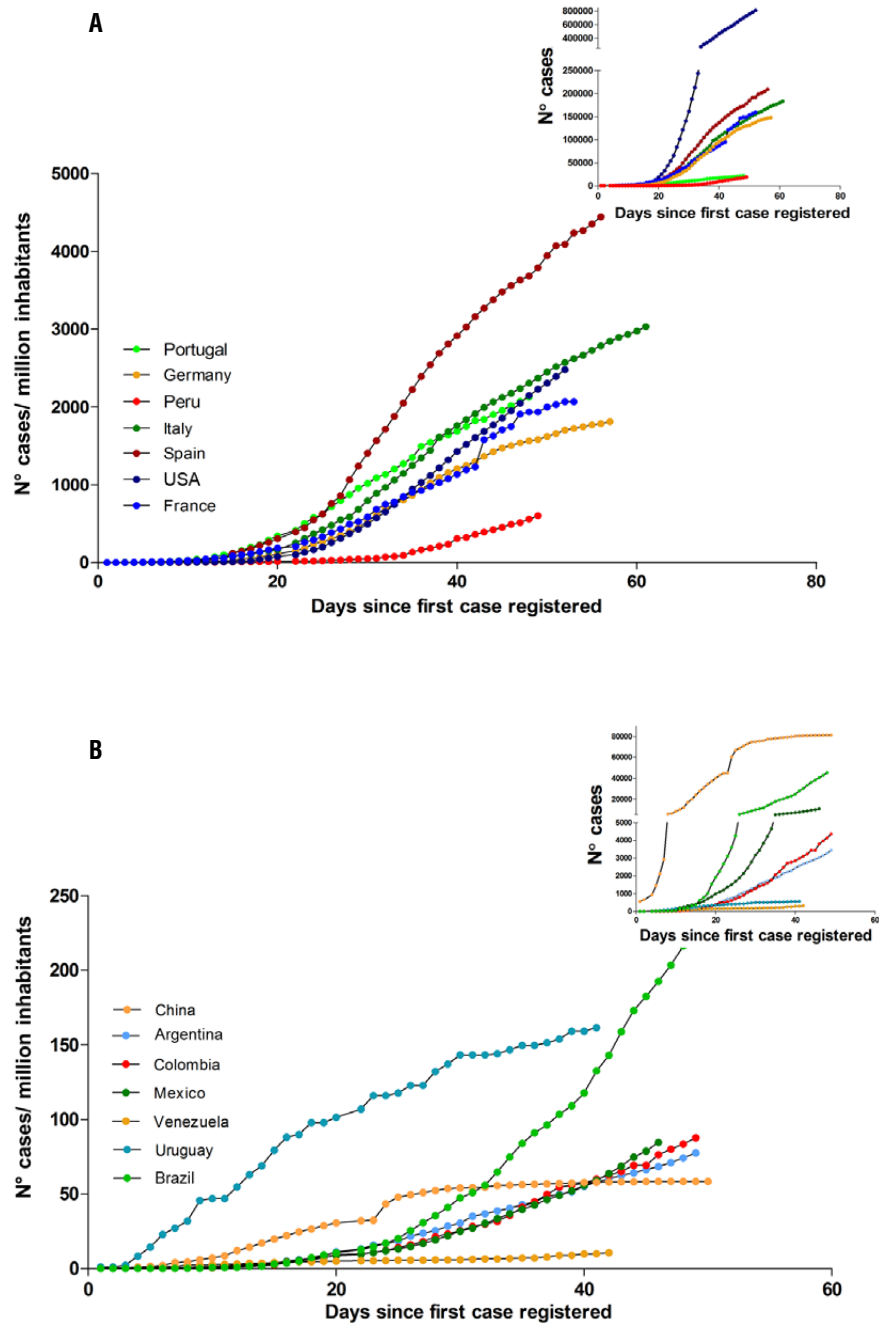 A
800000
600000
400000
250000
200000
150000
100000
50000
0
N° cases
0
20
40
60
80
Days since first case registered
5000
4000
3000
2000
1000
0
N° cases/ million inhabitants
Portugal
Germany
Peru
Italy
Spain
USA
France
20
40
60
80
Days since first case registered
B
80000
60000
40000
20000
5000
4000
3000
2000
1000
0
N° cases
0
20
40
60
Days since first case registered
250
200
150
100
50
0
N° cases/ million inhabitants
China
Argentina
Colombia
Mexico
Venezuela
Uruguay
Brazil
0
20
40
60
Days since first case registered